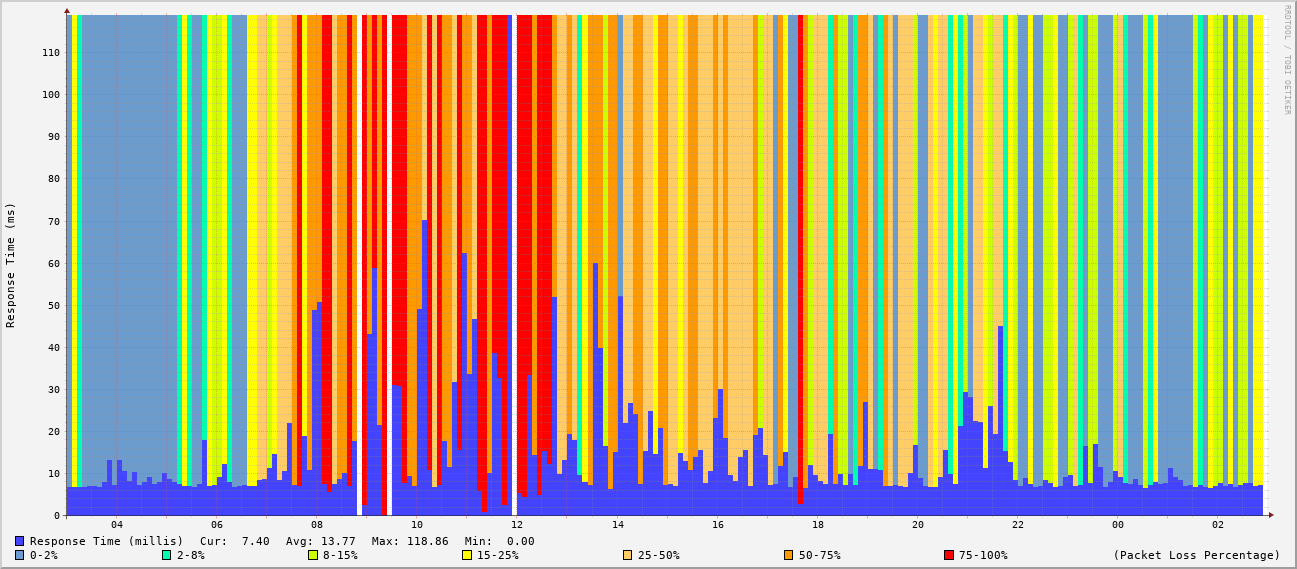 RRDTOOL / TOBI OETIKER
Response Time (ms)
110
100
90
80
70
60
50
40
30
20
10
0
04 06 08 10 12 14 16 18 20 22 00 02
Response Time (millis) Cur: 7.40 Avg: 13.77 Max: 118.86 Min: 0.00
0-2% 2-8% 8-15% 15-25% 25-50% 50-75% 75-100% (Packet Loss Percentage)